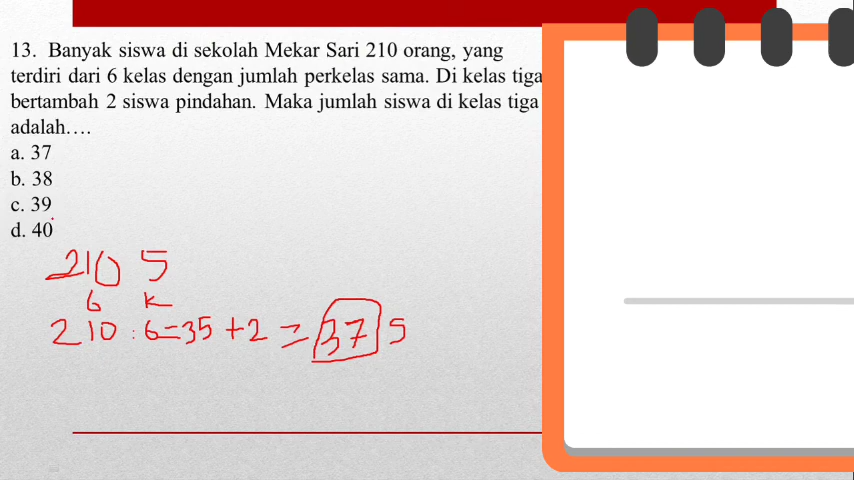 13. Banyak siswa di sekolah Mekar Sari 210 orang, yang
terdiri dari 6 kelas dengan jumlah perkelas sama. Di kelas tiga
bertambah 2 siswa pindahan. Maka jumlah siswa di kelas tiga
adalah….
a. 37
b. 38
c. 39
d. 40
210 S
6 K
210 : 6 = 35 + 2 = 37 S